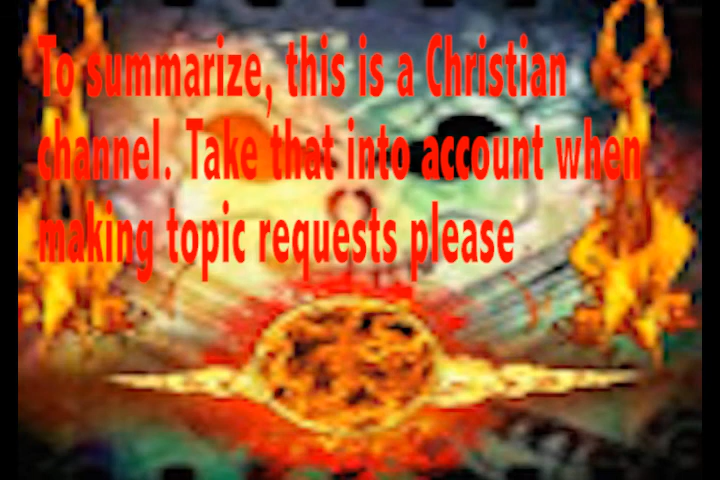 To summarize, this is a Christian
channel. Take that into account when
making topic requests please